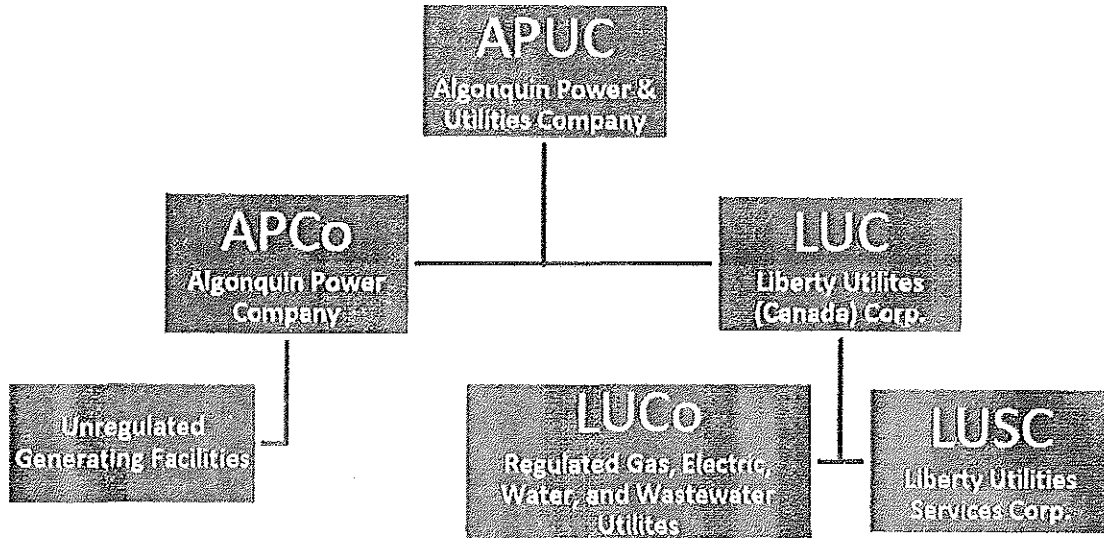 APUC
Algonquin Power &
Utilities Company
APCo
Algonquin Power
Company
LUC
Liberty Utilites
(Canada) Corp.
Unregulated
Generating Facilities
LUCo
Regulated Gas, Electric,
Water, and Wastewater
Utilites
LUSC
Liberty Utilities
Services Corp.